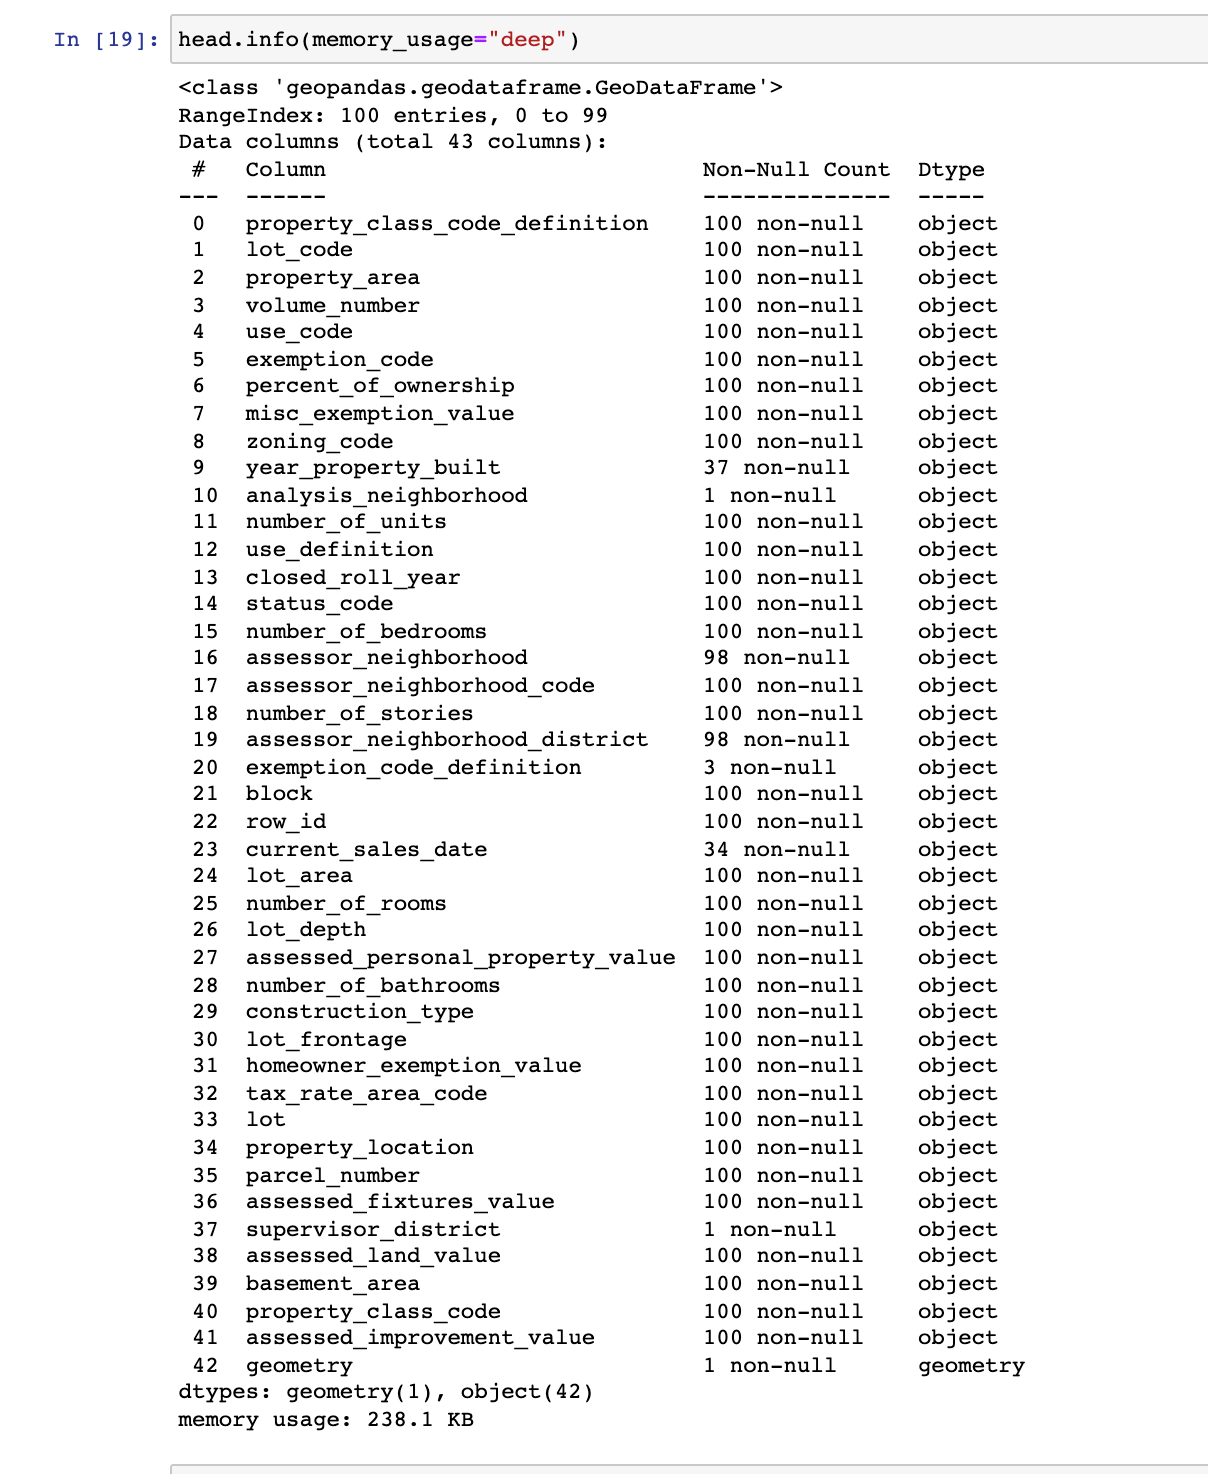 In [19]: head.info(memory_usage="deep")
<class 'geopandas.geodataframe.GeoDataFrame'>
RangeIndex: 100 entries, 0 to 99
Data columns (total 43 columns):
 #   Column                            Non-Null Count  Dtype
---  ------                            --------------  -----
 0   property_class_code_definition    100 non-null    object
 1   lot_code                          100 non-null    object
 2   property_area                     100 non-null    object
 3   volume_number                     100 non-null    object
 4   use_code                          100 non-null    object
 5   exemption_code                    100 non-null    object
 6   percent_of_ownership              100 non-null    object
 7   misc_exemption_value              100 non-null    object
 8   zoning_code                       100 non-null    object
 9   year_property_built               37 non-null     object
 10  analysis_neighborhood             1 non-null      object
 11  number_of_units                   100 non-null    object
 12  use_definition                    100 non-null    object
 13  closed_roll_year                  100 non-null    object
 14  status_code                       100 non-null    object
 15  number_of_bedrooms                100 non-null    object
 16  assessor_neighborhood             98 non-null     object
 17  assessor_neighborhood_code        100 non-null    object
 18  number_of_stories                 100 non-null    object
 19  assessor_neighborhood_district    98 non-null     object
 20  exemption_code_definition         3 non-null      object
 21  block                             100 non-null    object
 22  row_id                            100 non-null    object
 23  current_sales_date                34 non-null     object
 24  lot_area                          100 non-null    object
 25  number_of_rooms                   100 non-null    object
 26  lot_depth                         100 non-null    object
 27  assessed_personal_property_value  100 non-null    object
 28  number_of_bathrooms               100 non-null    object
 29  construction_type                 100 non-null    object
 30  lot_frontage                      100 non-null    object
 31  homeowner_exemption_value         100 non-null    object
 32  tax_rate_area_code                100 non-null    object
 33  lot                               100 non-null    object
 34  property_location                 100 non-null    object
 35  parcel_number                     100 non-null    object
 36  assessed_fixtures_value           100 non-null    object
 37  supervisor_district               1 non-null      object
 38  assessed_land_value               100 non-null    object
 39  basement_area                     100 non-null    object
 40  property_class_code               100 non-null    object
 41  assessed_improvement_value        100 non-null    object
 42  geometry                          1 non-null      geometry
dtypes: geometry(1), object(42)
memory usage: 238.1 KB